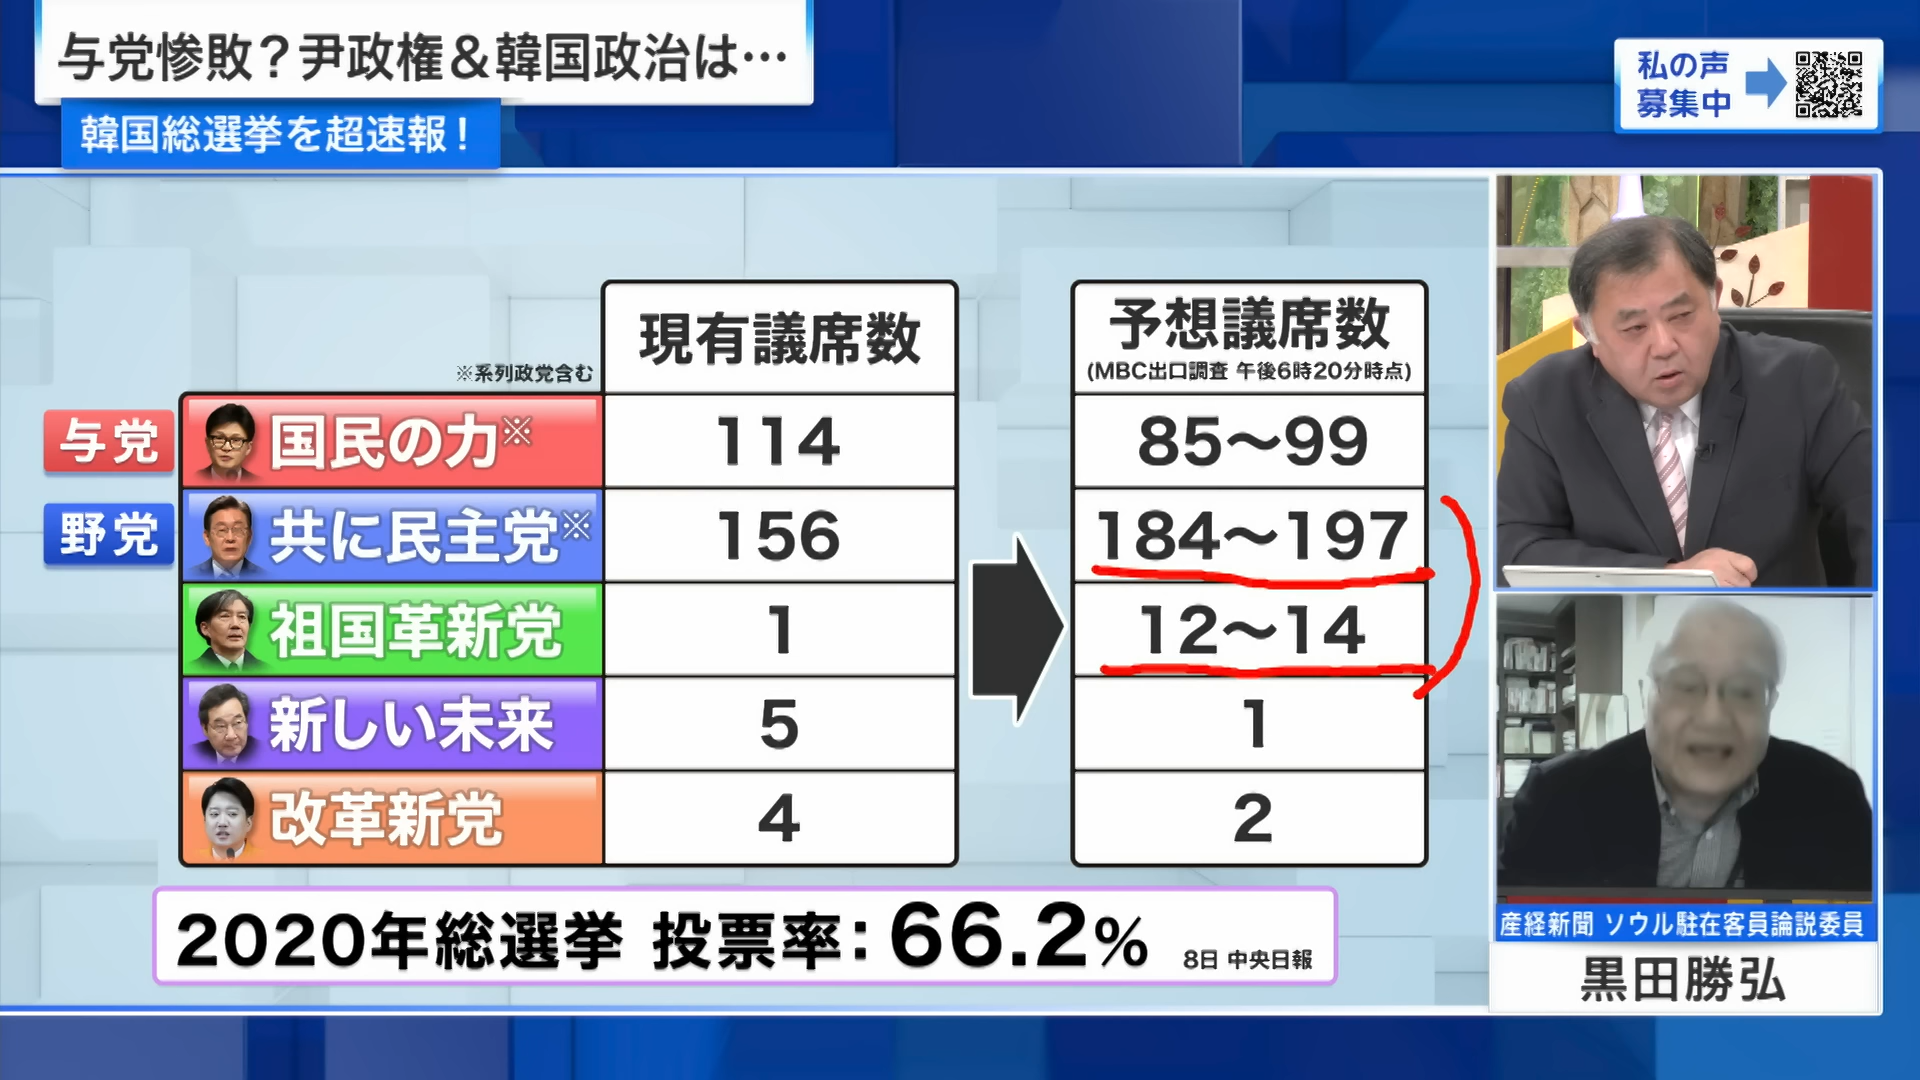 与党惨敗？尹政権＆韓国政治は…
韓国総選挙を超速報！
私の声
募集中
※系列政党含む
現有議席数
予想議席数
(MBC出口調査 午後6時20分時点)
与党 国民の力※ 114 85〜99
野党 共に民主党※ 156 184〜197
祖国革新党 1 12〜14
新しい未来 5 1
改革新党 4 2
2020年総選挙 投票率：66.2% 8日 中央日報
産経新聞 ソウル駐在客員論説委員
黒田勝弘